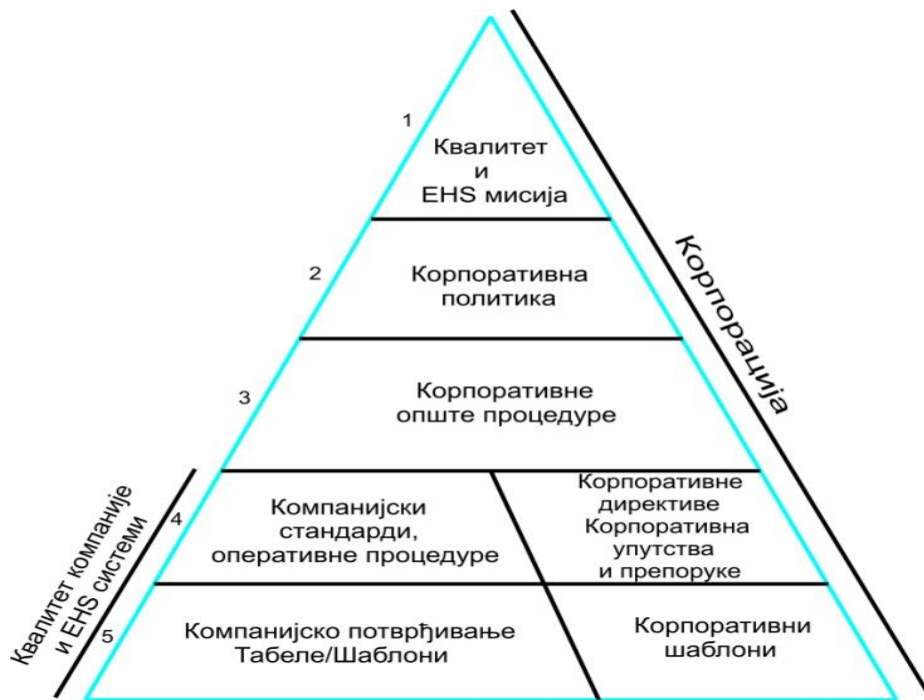 1
Квалитет
и
EHS мисија
2
Корпоративна
политика
Корпорација
3
Корпоративне
опште процедуре
Квалитет компаније
и EHS системи
4
Компанијски
стандарди,
оперативне процедуре
Корпоративне
директиве
Корпоративна
упутства
и препоруке
5
Компанијско потврђивање
Табеле/Шаблони
Корпоративни
шаблони